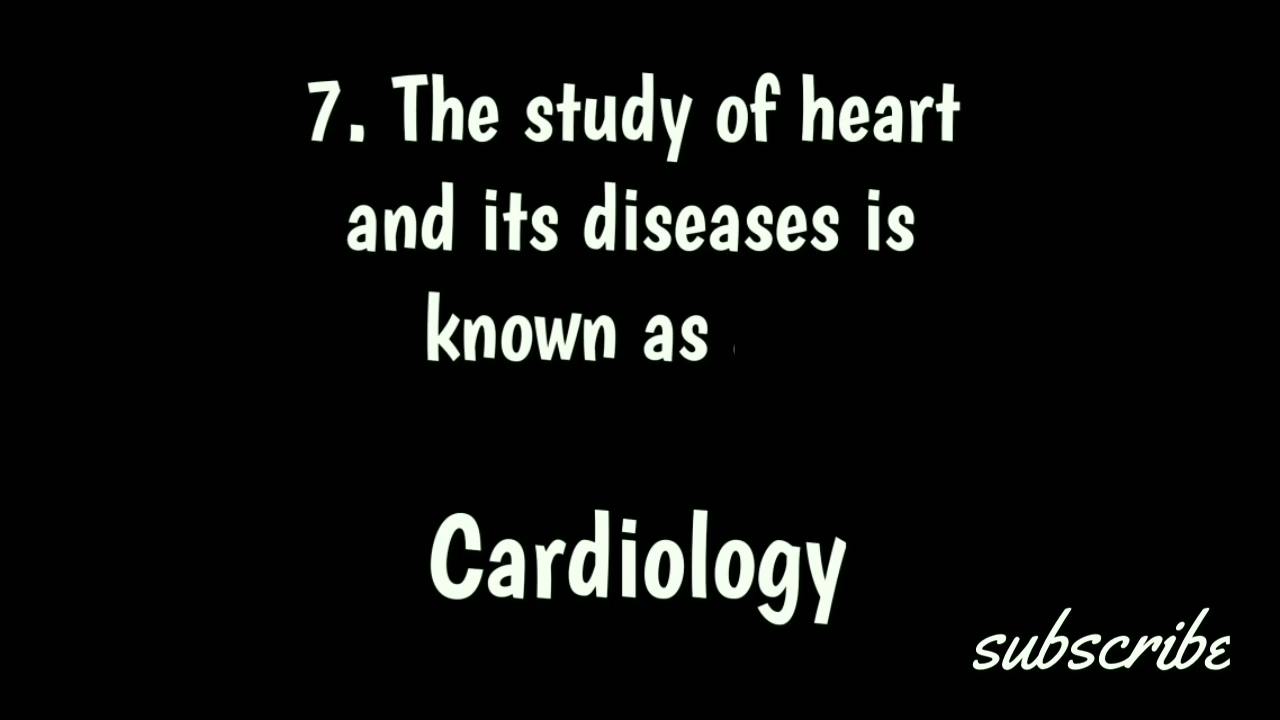 7. The study of heart
and its diseases is
known as
Cardiology
subscribe